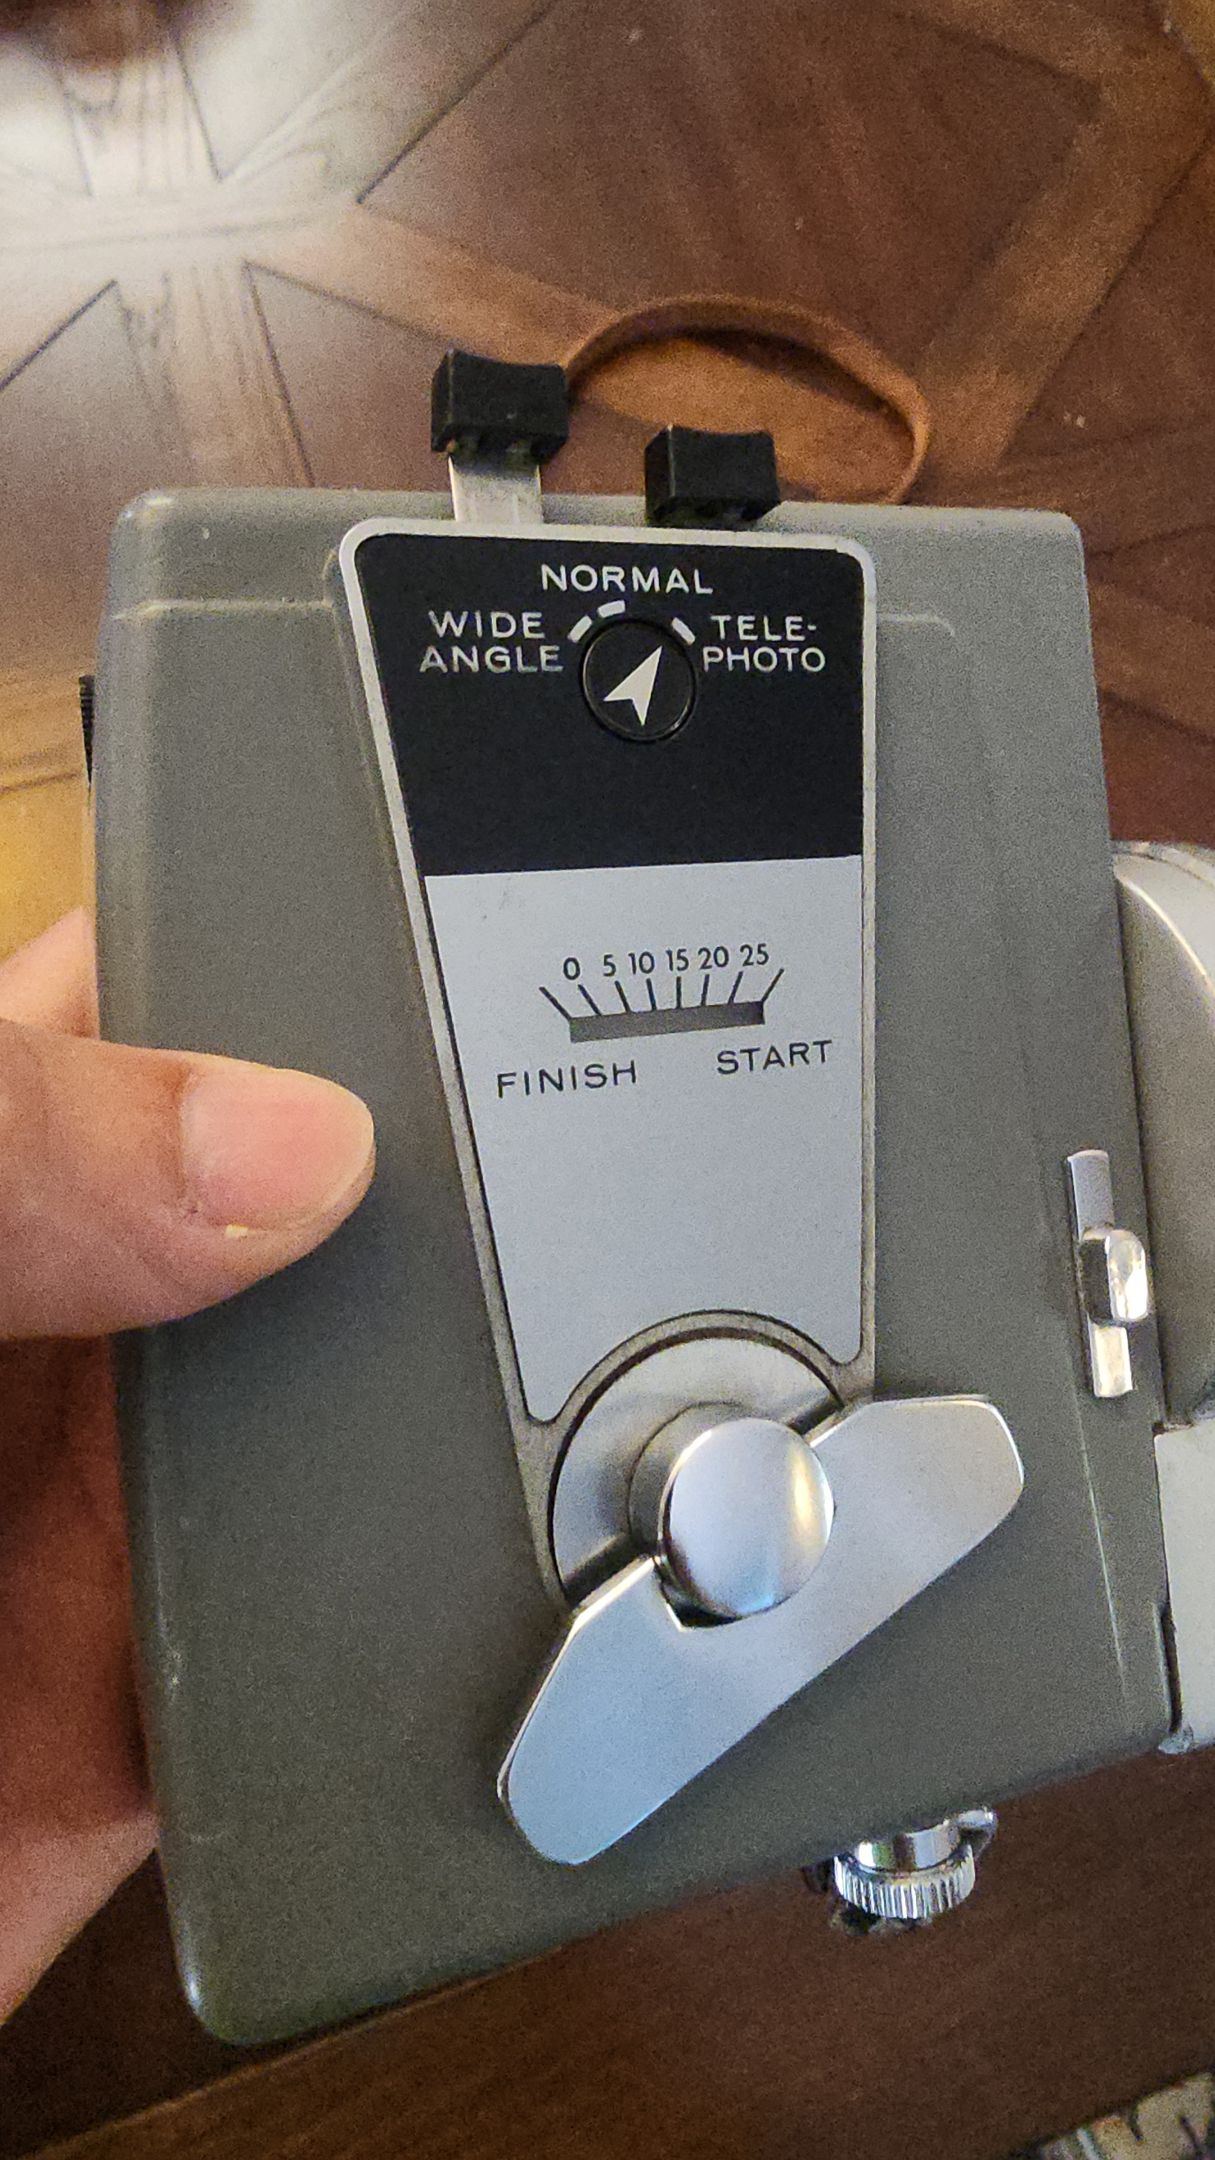 NORMAL
WIDE
ANGLE
TELE-
PHOTO
0 5 10 15 20 25
FINISH START